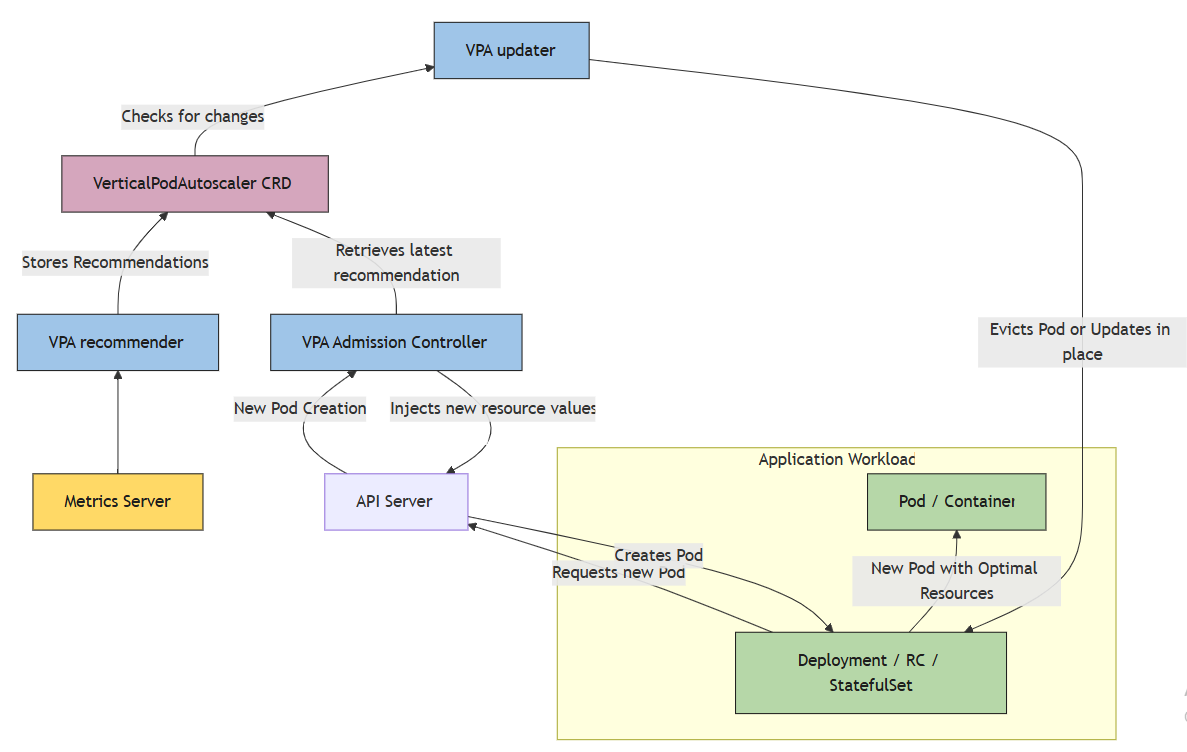 VPA updater
Checks for changes
VerticalPodAutoscaler CRD
Stores Recommendations
Retrieves latest
recommendation
VPA recommender
VPA Admission Controller
Evicts Pod or Updates in
place
New Pod Creation
Injects new resource values
Application Workload
Metrics Server
API Server
Pod / Container
Creates Pod
Requests new Pod
New Pod with Optimal
Resources
Deployment / RC /
StatefulSet